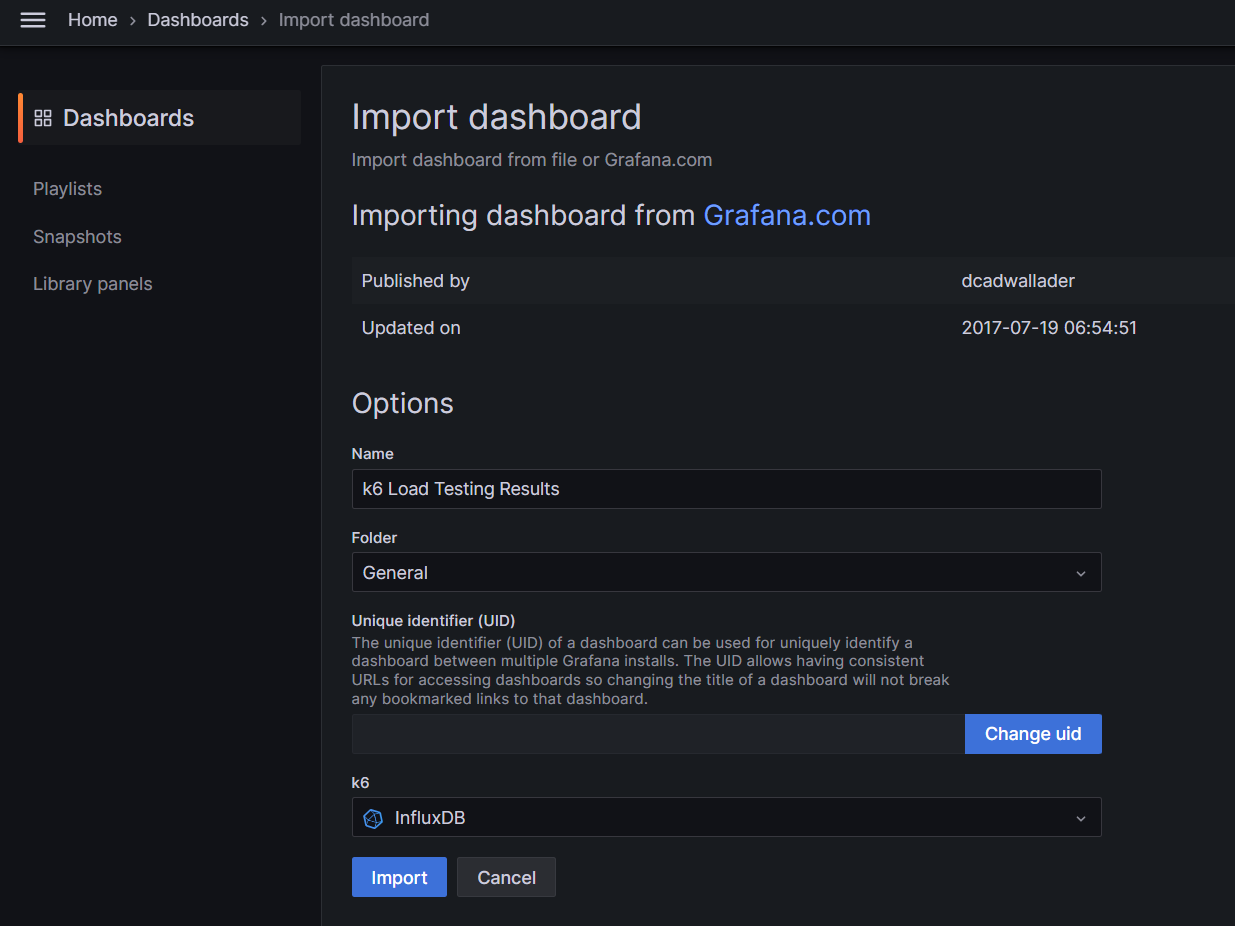 Home › Dashboards › Import dashboard
Dashboards
Playlists
Snapshots
Library panels
Import dashboard
Import dashboard from file or Grafana.com
Importing dashboard from Grafana.com
Published by dcadwallader
Updated on 2017-07-19 06:54:51
Options
Name
k6 Load Testing Results
Folder
General
Unique identifier (UID)
The unique identifier (UID) of a dashboard can be used for uniquely identify a
dashboard between multiple Grafana installs. The UID allows having consistent
URLs for accessing dashboards so changing the title of a dashboard will not break
any bookmarked links to that dashboard.
Change uid
k6
InfluxDB
Import Cancel